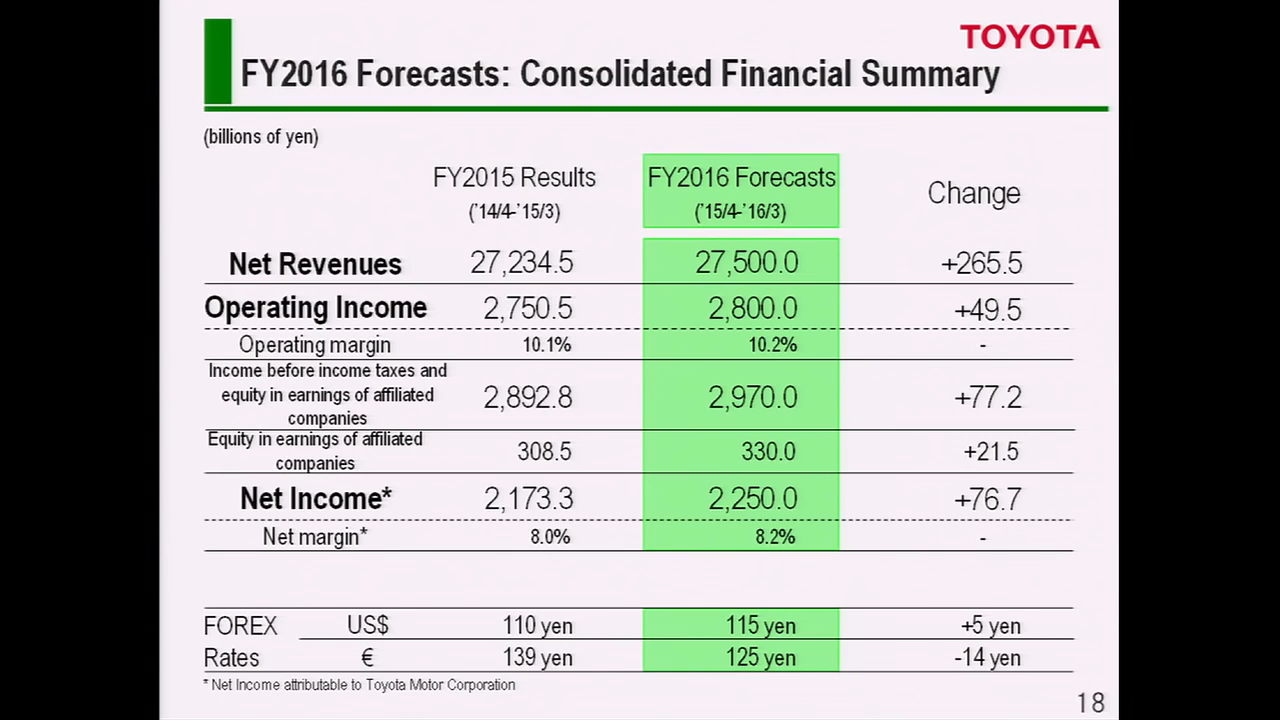 TOYOTA
FY2016 Forecasts: Consolidated Financial Summary
(billions of yen)
FY2015 Results FY2016 Forecasts Change
('14/4-'15/3) ('15/4-'16/3)
Net Revenues 27,234.5 27,500.0 +265.5
Operating Income 2,750.5 2,800.0 +49.5
Operating margin 10.1% 10.2% -
Income before income taxes and
equity in earnings of affiliated
companies 2,892.8 2,970.0 +77.2
Equity in earnings of affiliated
companies 308.5 330.0 +21.5
Net Income* 2,173.3 2,250.0 +76.7
Net margin* 8.0% 8.2% -
FOREX US$ 110 yen 115 yen +5 yen
Rates € 139 yen 125 yen -14 yen
* Net Income attributable to Toyota Motor Corporation
18